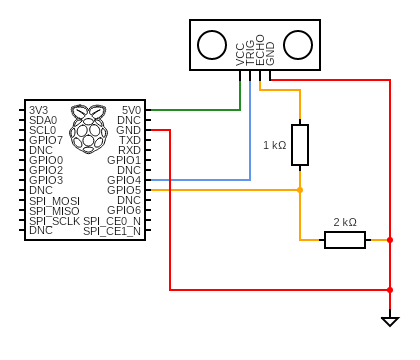 VCC
TRIG
ECHO
GND
3V3 5V0
SDA0 DNC
SCL0 GND
GPIO7 TXD
DNC RXD
GPIO0 GPIO1
GPIO2 DNC
GPIO3 GPIO4
DNC GPIO5
SPI_MOSI DNC
SPI_MISO GPIO6
SPI_SCLK SPI_CE0_N
DNC SPI_CE1_N
1 kΩ
2 kΩ